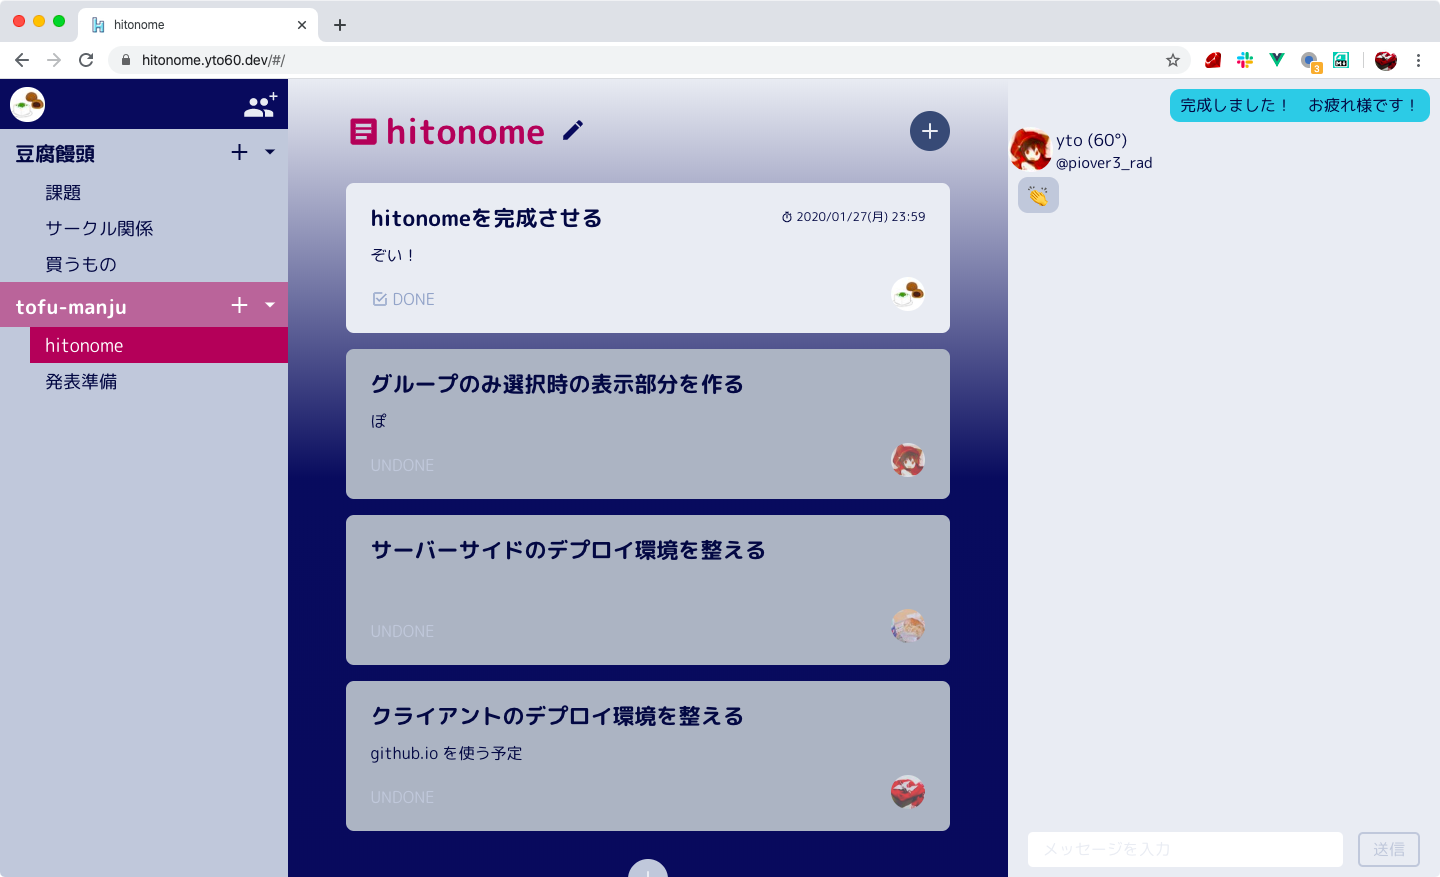 hitonome
hitonome.yto60.dev/#/
3
豆腐饅頭
課題
サークル関係
買うもの
tofu-manju
hitonome
発表準備
hitonome
hitonomeを完成させる
2020/01/27(月) 23:59
ぞい！
DONE
グループのみ選択時の表示部分を作る
ぽ
UNDONE
サーバーサイドのデプロイ環境を整える
UNDONE
クライアントのデプロイ環境を整える
github.io を使う予定
UNDONE
完成しました！　お疲れ様です！
yto (60°)
@piover3_rad
メッセージを入力
送信